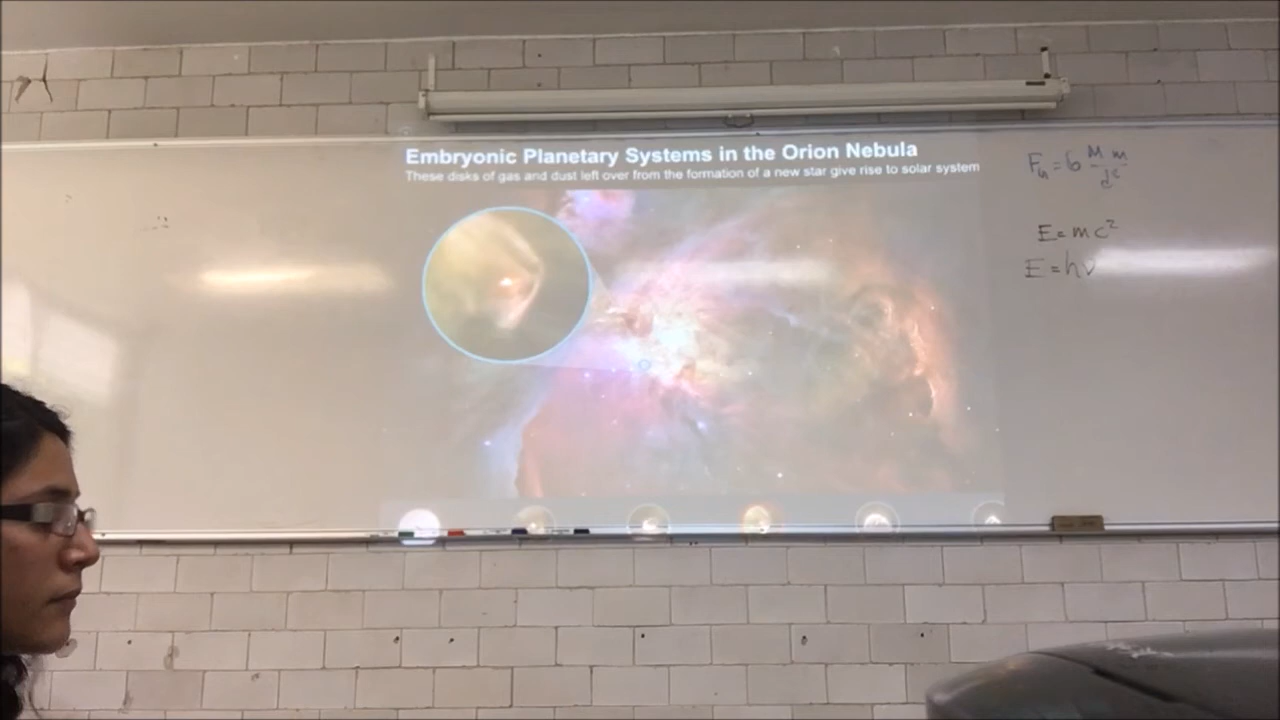 Embryonic Planetary Systems in the Orion Nebula
These disks of gas and dust left over from the formation of a new star give rise to solar system
F = G M m / d²
E = mc²
E = hν